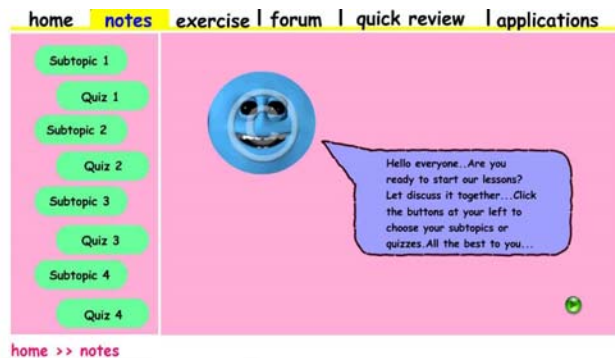 home notes exercise | forum | quick review | applications
Subtopic 1
Quiz 1
Subtopic 2
Quiz 2
Subtopic 3
Quiz 3
Subtopic 4
Quiz 4
Hello everyone..Are you
ready to start our lessons?
Let discuss it together...Click
the buttons at your left to
choose your subtopics or
quizzes.All the best to you...
home >> notes